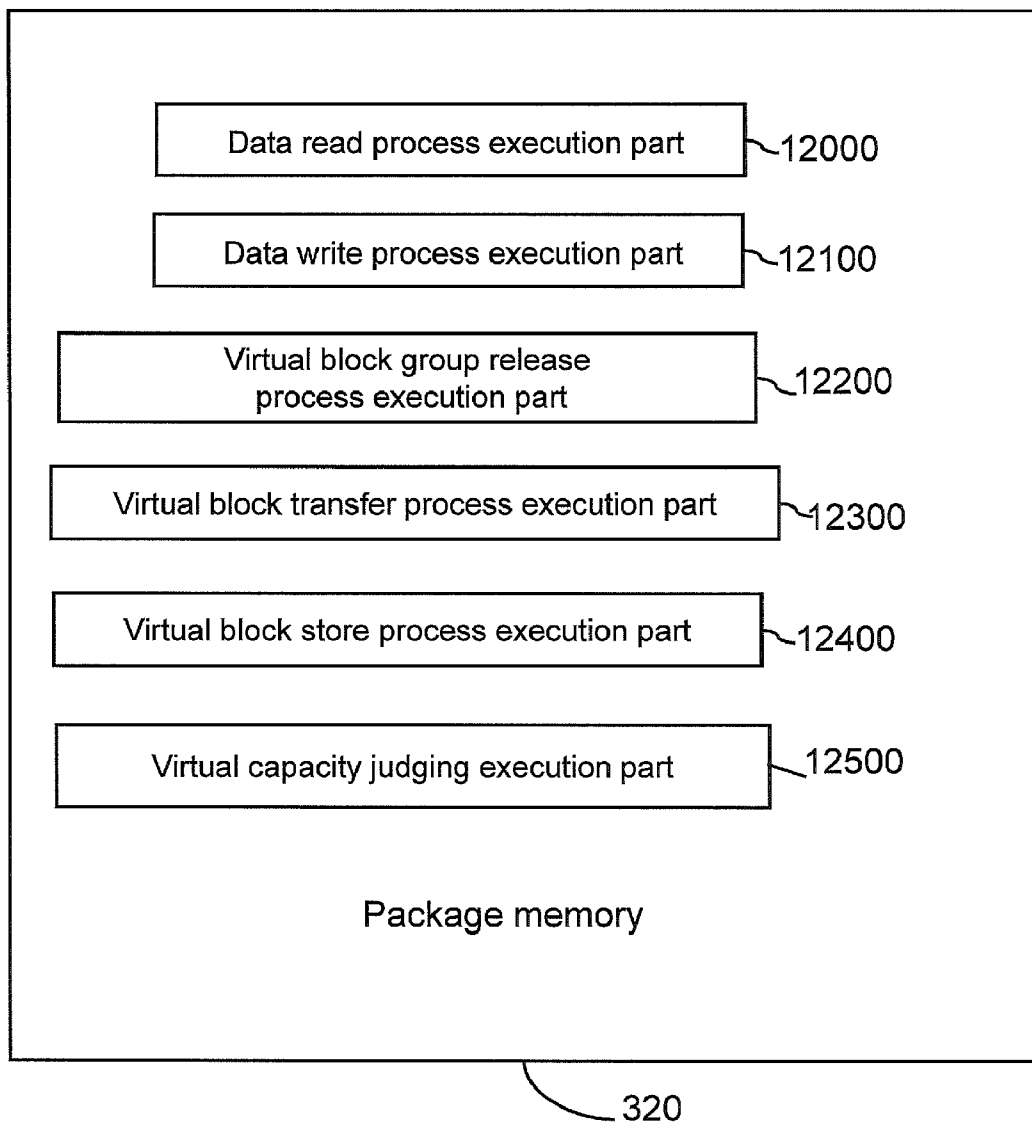 Data read process execution part
12000
Data write process execution part
12100
Virtual block group release
process execution part
12200
Virtual block transfer process execution part
12300
Virtual block store process execution part
12400
Virtual capacity judging execution part
12500
Package memory
320